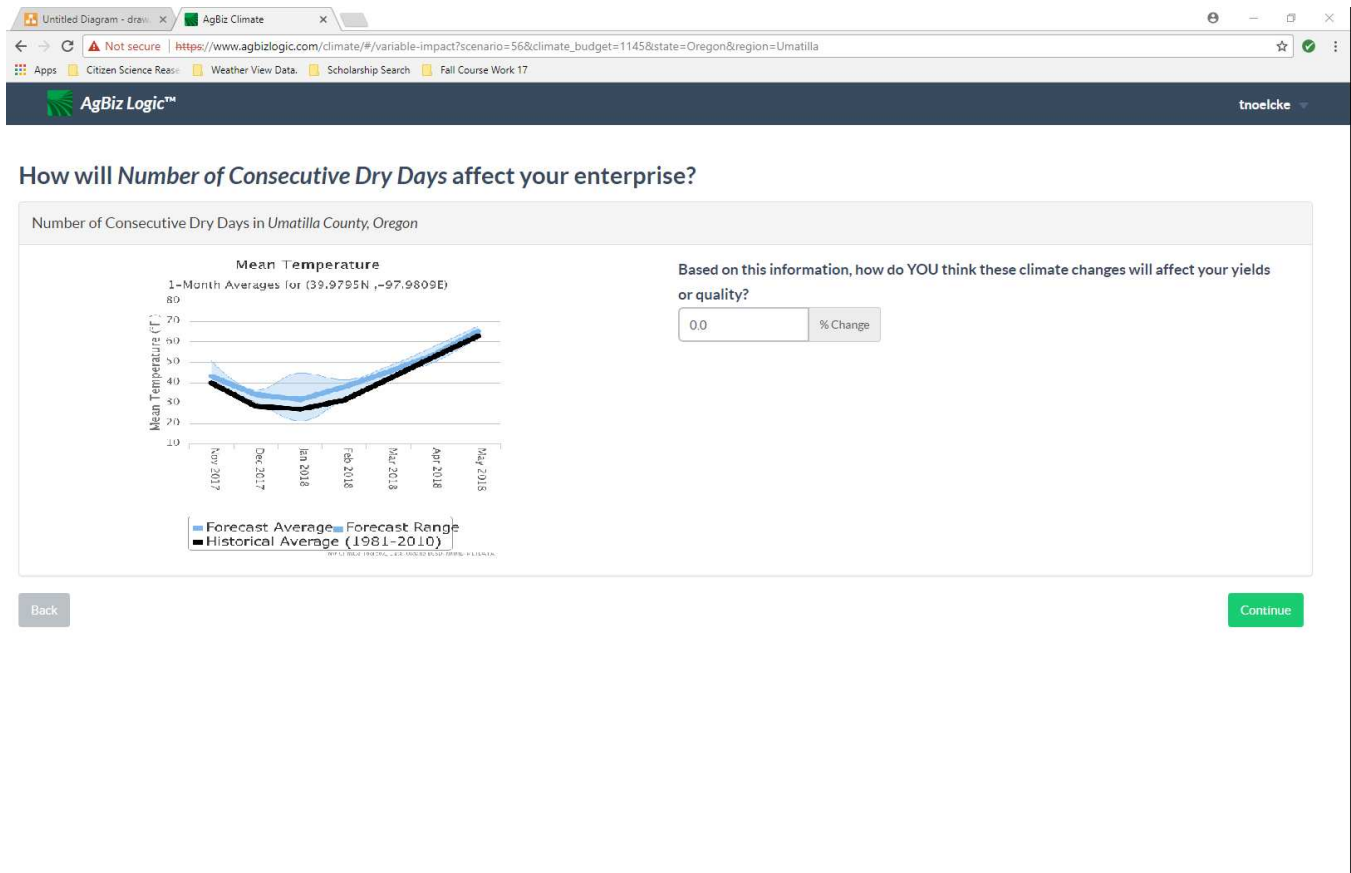 Untitled Diagram - draw. AgBiz Climate
Not secure | https://www.agbizlogic.com/climate/#/variable-impact?scenario=56&climate_budget=1145&state=Oregon&region=Umatilla
Apps Citizen Science Rease Weather View Data. Scholarship Search Fall Course Work 17
AgBiz Logic™ tnoelcke
How will Number of Consecutive Dry Days affect your enterprise?
Number of Consecutive Dry Days in Umatilla County, Oregon
Mean Temperature
1-Month Averages for (39.9795N ,-97.9809E)
Mean Temperature (°F)
80
70
60
50
40
30
20
10
Nov 2017
Dec 2017
Jan 2018
Feb 2018
Mar 2018
Apr 2018
May 2018
Forecast Average Forecast Range
Historical Average (1981-2010)
Based on this information, how do YOU think these climate changes will affect your yields
or quality?
0.0 % Change
Back Continue